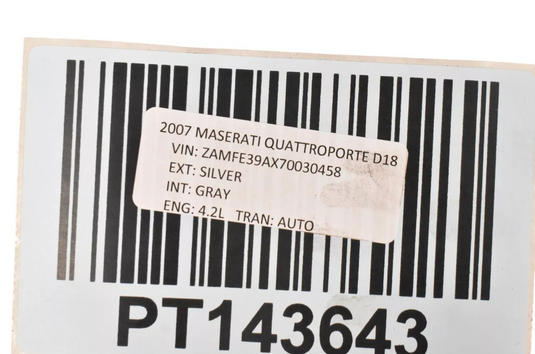 2007 MASERATI QUATTROPORTE D18
VIN: ZAMFE39AX70030458
EXT: SILVER
INT: GRAY
ENG: 4.2L TRAN: AUTO
PT143643